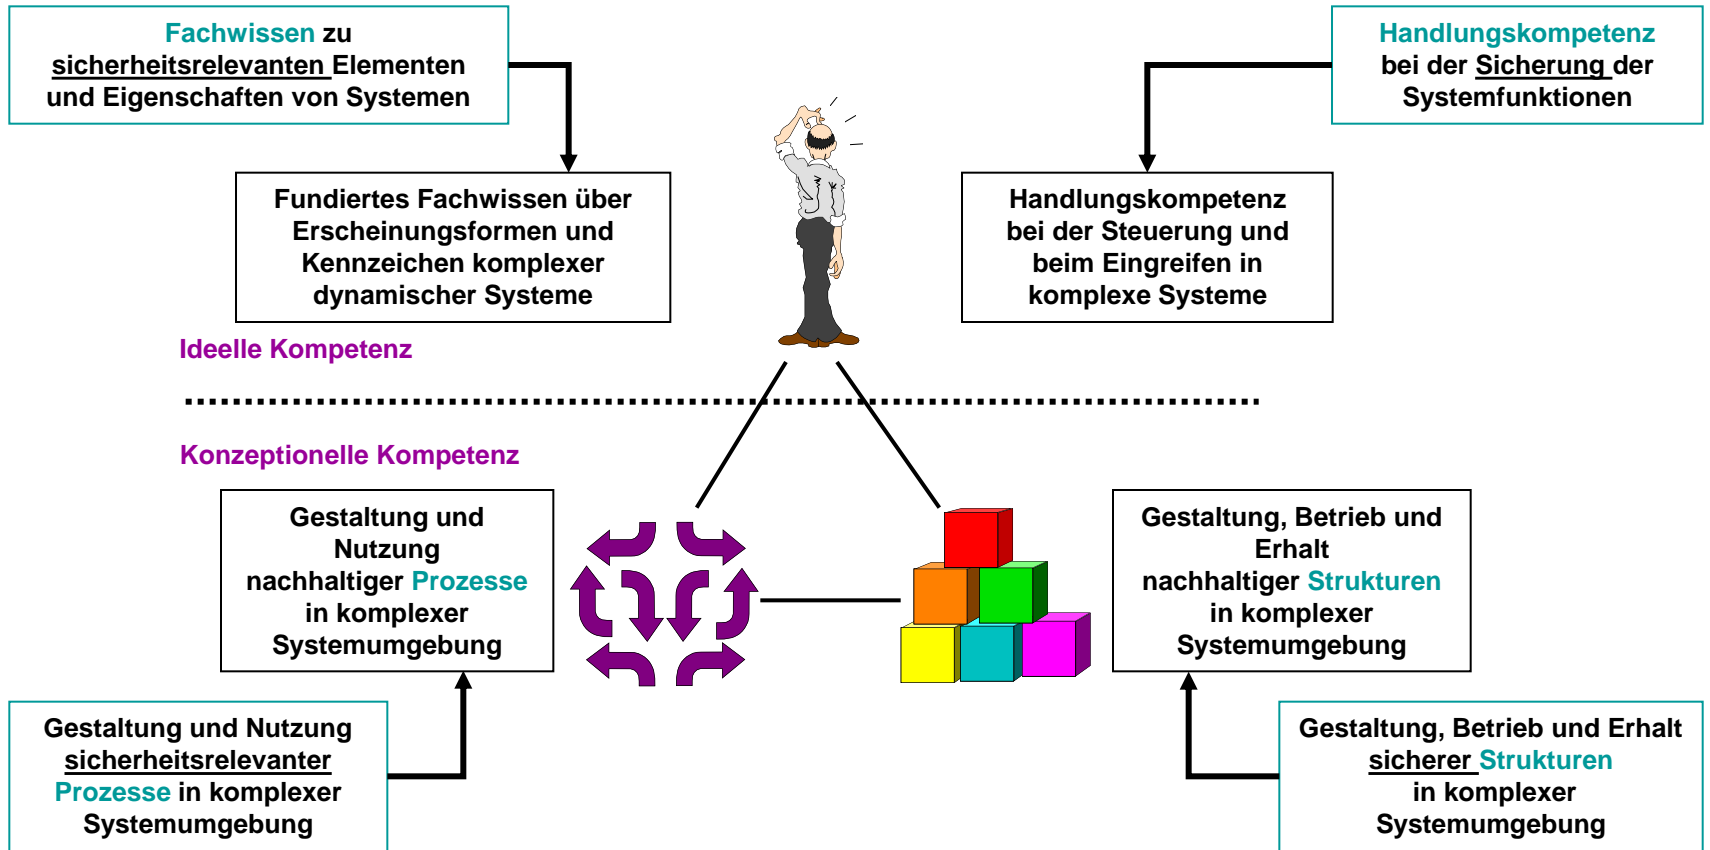 Fachwissen zu
sicherheitsrelevanten Elementen
und Eigenschaften von Systemen
Handlungskompetenz
bei der Sicherung der
Systemfunktionen
Fundiertes Fachwissen über
Erscheinungsformen und
Kennzeichen komplexer
dynamischer Systeme
Handlungskompetenz
bei der Steuerung und
beim Eingreifen in
komplexe Systeme
Ideelle Kompetenz
Konzeptionelle Kompetenz
Gestaltung und
Nutzung
nachhaltiger Prozesse
in komplexer
Systemumgebung
Gestaltung, Betrieb und
Erhalt
nachhaltiger Strukturen
in komplexer
Systemumgebung
Gestaltung und Nutzung
sicherheitsrelevanter
Prozesse in komplexer
Systemumgebung
Gestaltung, Betrieb und Erhalt
sicherer Strukturen
in komplexer
Systemumgebung